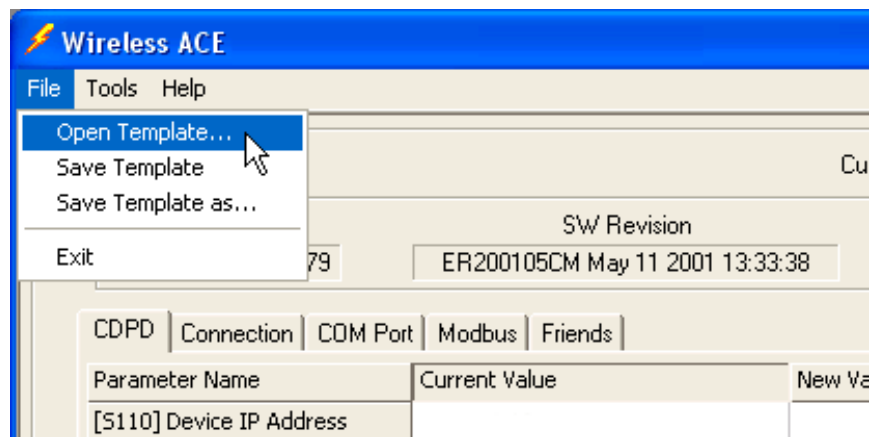 Wireless ACE
File Tools Help
Open Template...
Save Template
Save Template as...
Exit
SW Revision
79 ER200105CM May 11 2001 13:33:38
CDPD Connection COM Port Modbus Friends
Parameter Name Current Value New Va
[S110] Device IP Address